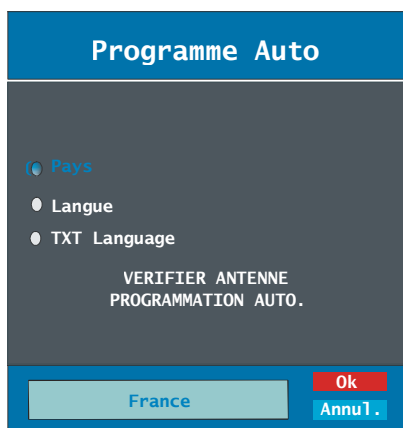 Programme Auto
Pays
Langue
TXT Language
VERIFIER ANTENNE
PROGRAMMATION AUTO.
France
Ok
Annul.